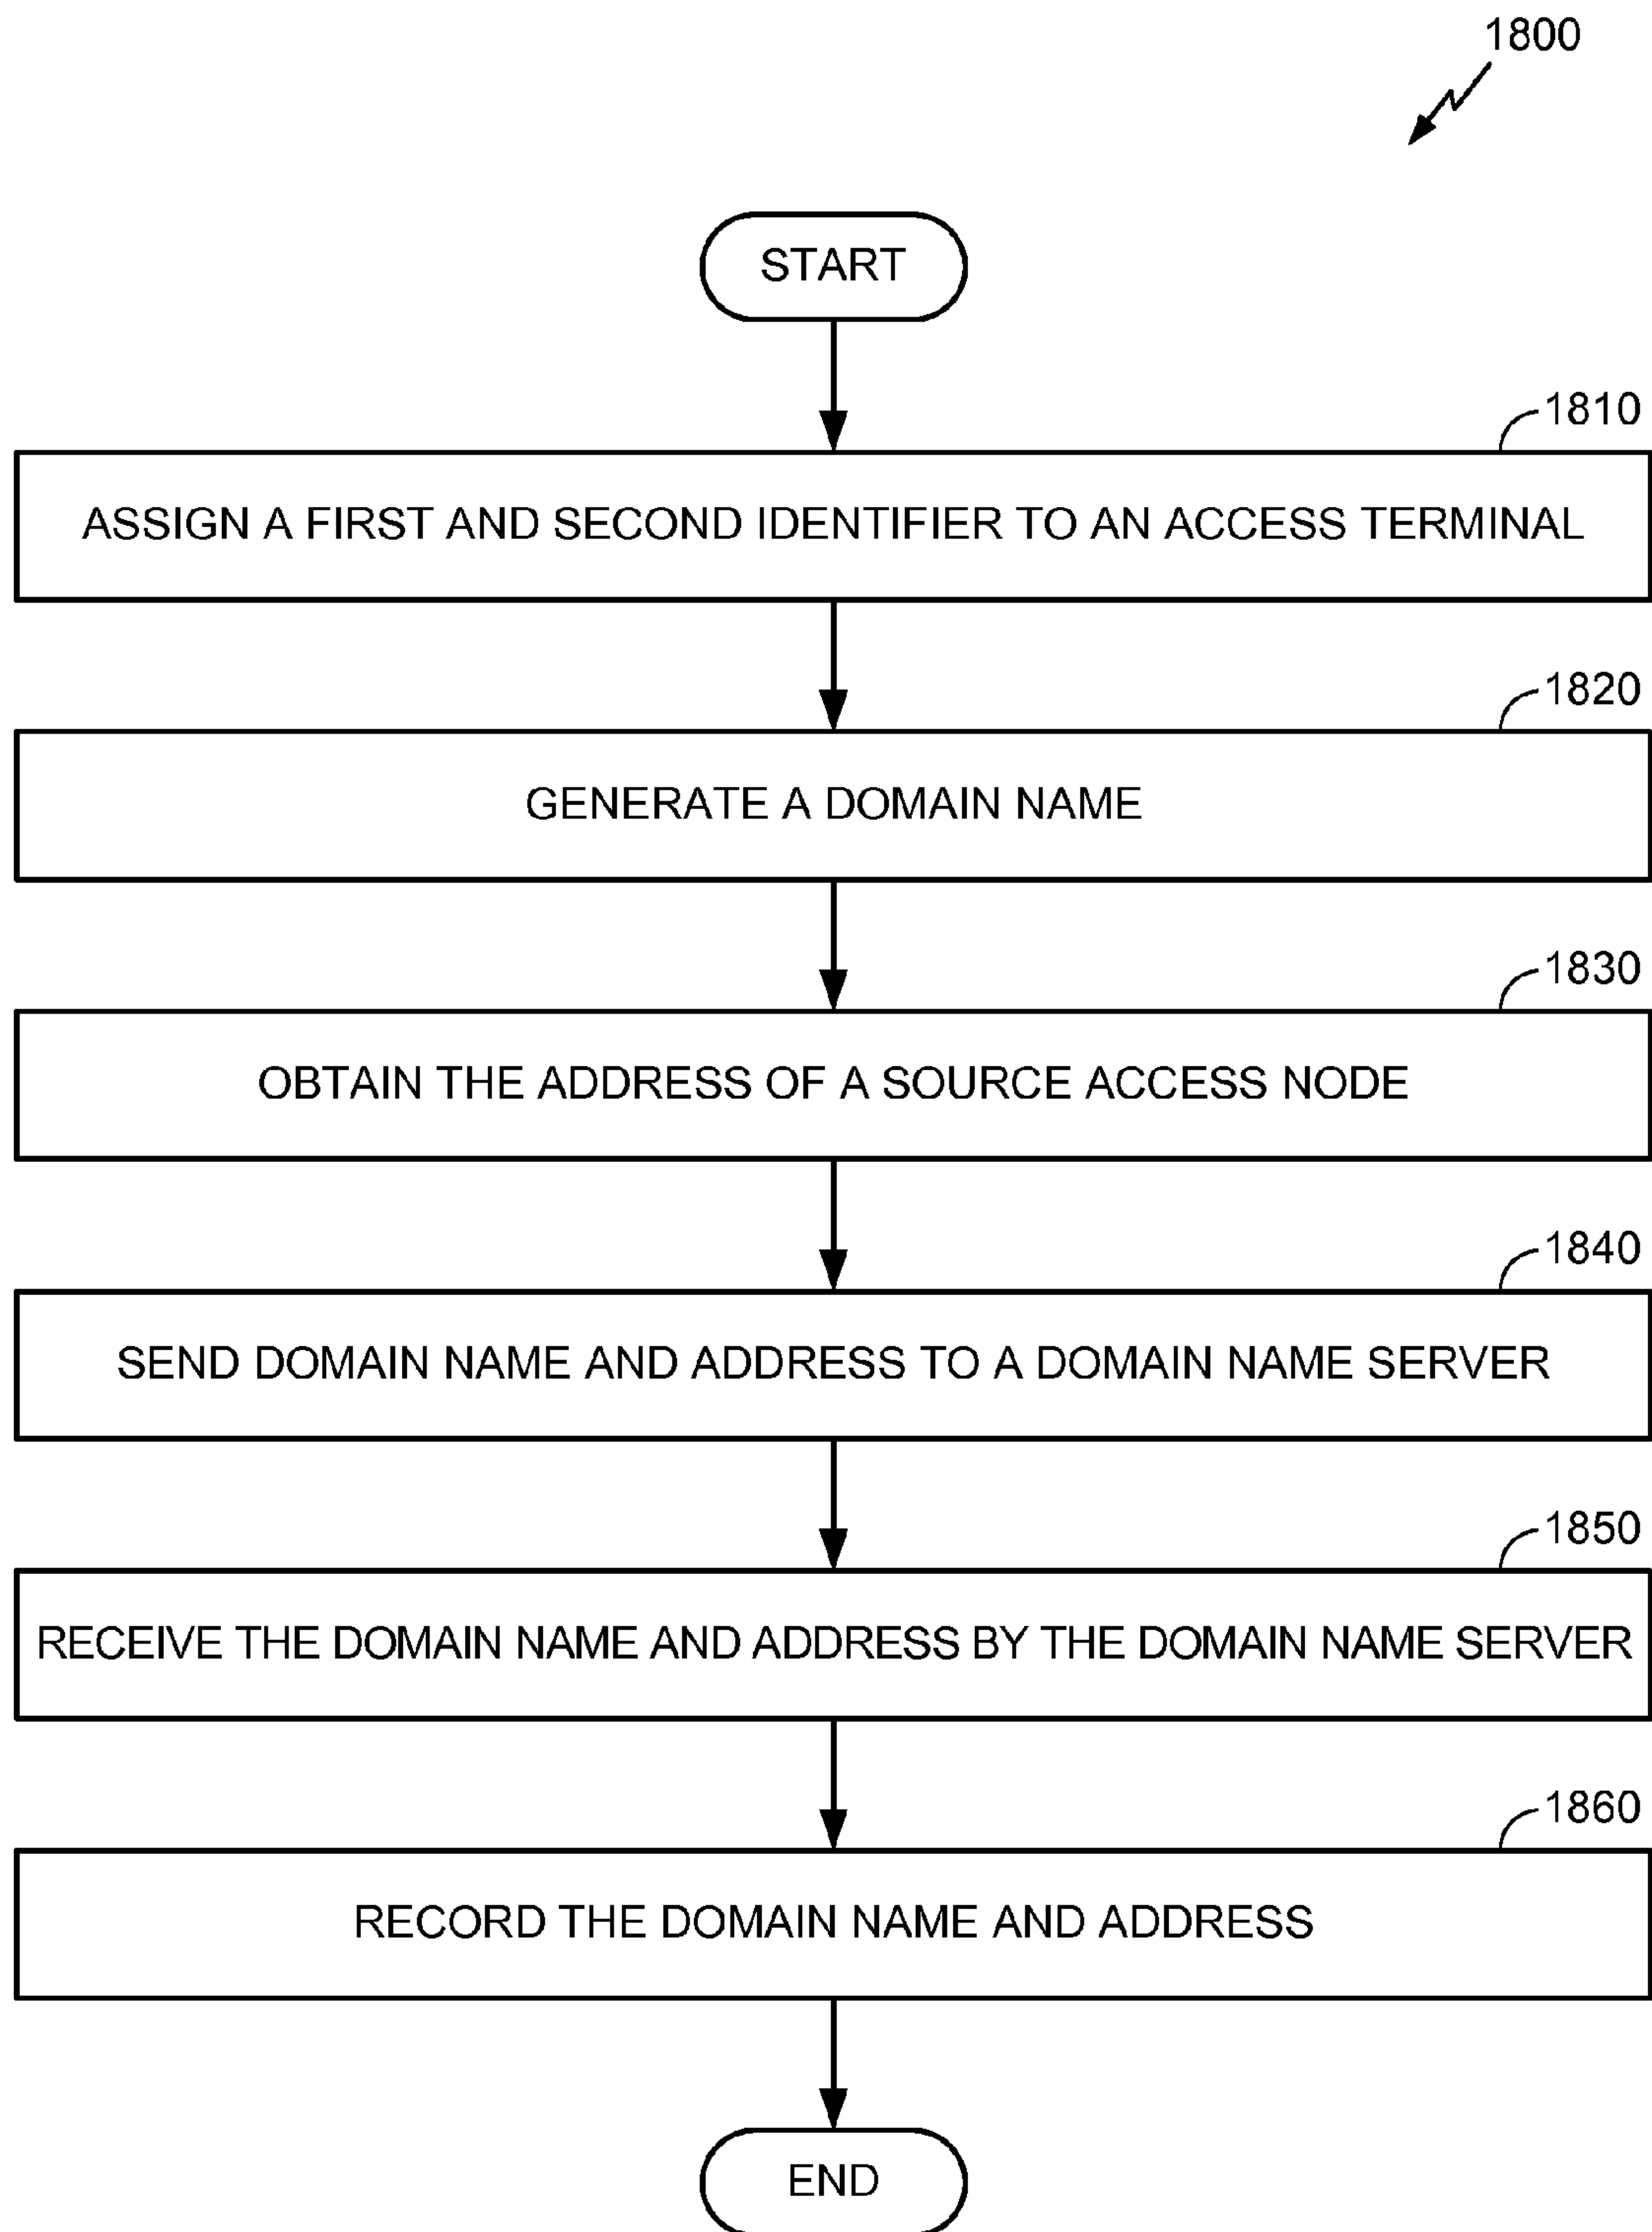 1800
START
1810
ASSIGN A FIRST AND SECOND IDENTIFIER TO AN ACCESS TERMINAL
1820
GENERATE A DOMAIN NAME
1830
OBTAIN THE ADDRESS OF A SOURCE ACCESS NODE
1840
SEND DOMAIN NAME AND ADDRESS TO A DOMAIN NAME SERVER
1850
RECEIVE THE DOMAIN NAME AND ADDRESS BY THE DOMAIN NAME SERVER
1860
RECORD THE DOMAIN NAME AND ADDRESS
END